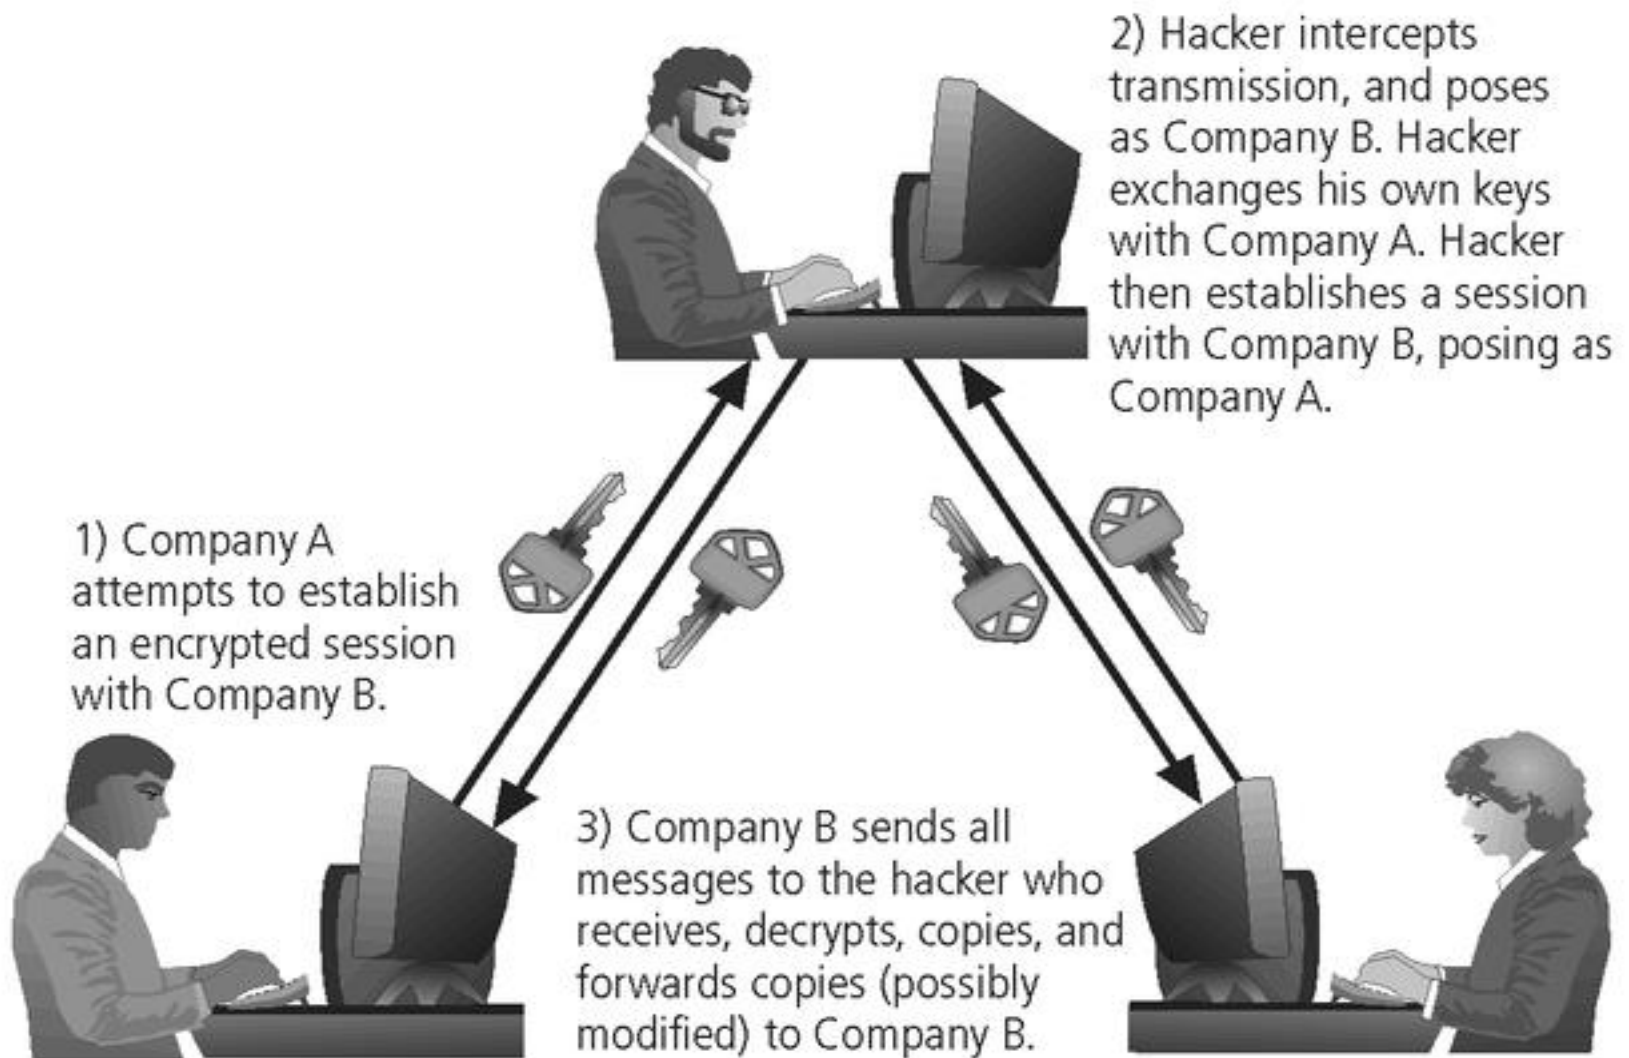 1) Company A
attempts to establish
an encrypted session
with Company B.
2) Hacker intercepts
transmission, and poses
as Company B. Hacker
exchanges his own keys
with Company A. Hacker
then establishes a session
with Company B, posing as
Company A.
3) Company B sends all
messages to the hacker who
receives, decrypts, copies, and
forwards copies (possibly
modified) to Company B.